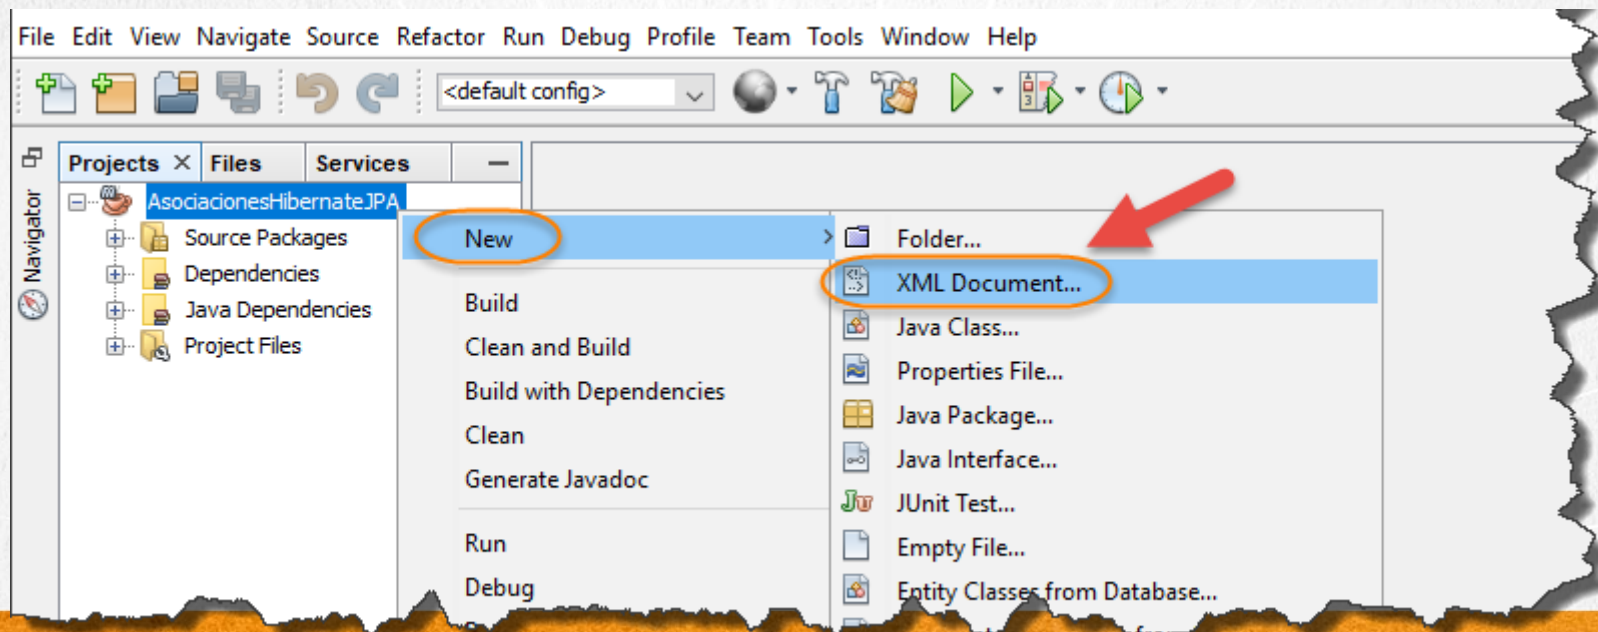 File Edit View Navigate Source Refactor Run Debug Profile Team Tools Window Help
<default config>
Projects Files Services
Navigator
AsociacionesHibernateJPA
Source Packages
Dependencies
Java Dependencies
Project Files
New
Build
Clean and Build
Build with Dependencies
Clean
Generate Javadoc
Run
Debug
Folder...
XML Document...
Java Class...
Properties File...
Java Package...
Java Interface...
JUnit Test...
Empty File...
Entity Classes from Database...